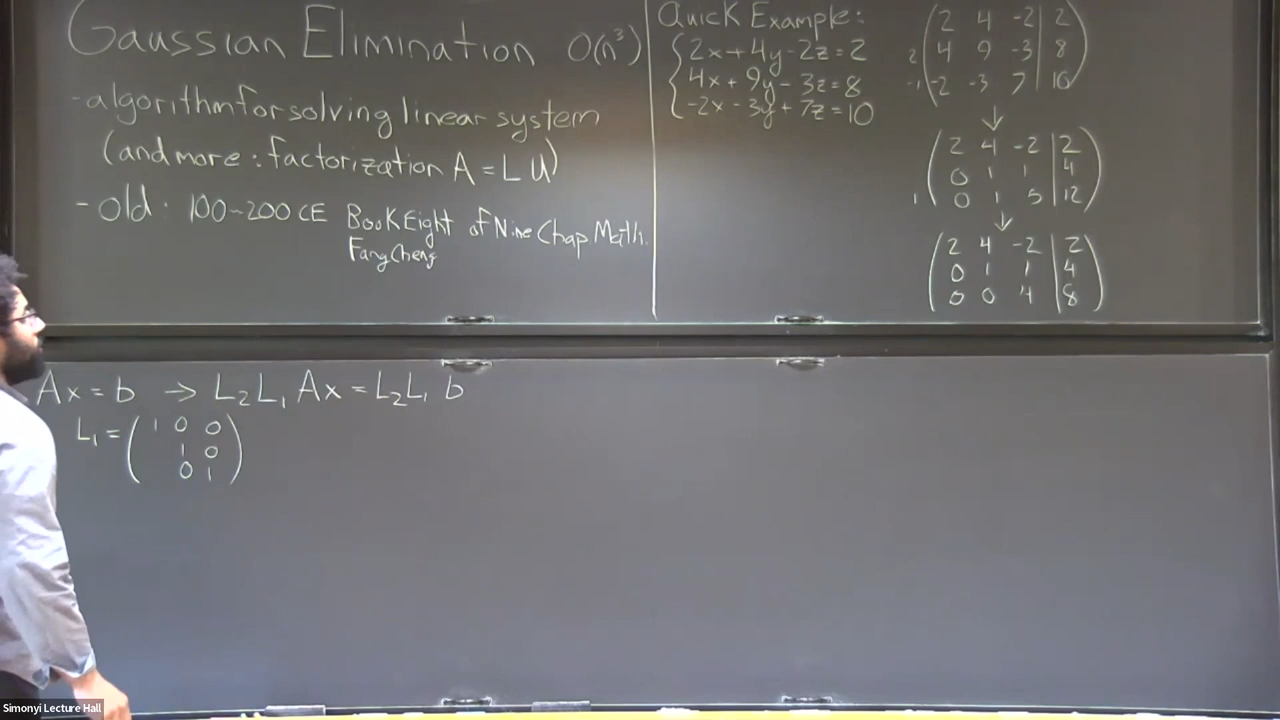 Gaussian Elimination O(n³)
-algorithm for solving linear system
(and more: factorization A = LU)
-old: 100-200 CE Book Eight of Nine Chap. Math.
Fang Cheng
Quick Example:
2x+4y-2z=2
4x+9y-3z=8
-2x-3y+7z=10
2 4 -2 | 2
2 4 9 -3 | 8
-1 -2 -3 7 | 10
↓
2 4 -2 | 2
0 1 1 | 4
1 0 1 5 | 12
↓
2 4 -2 | 2
0 1 1 | 4
0 0 4 | 8
Ax = b → L₂L₁ Ax = L₂L₁ b
L₁ = ( 1 0 0
1 0
0 1 )
Simonyi Lecture Hall